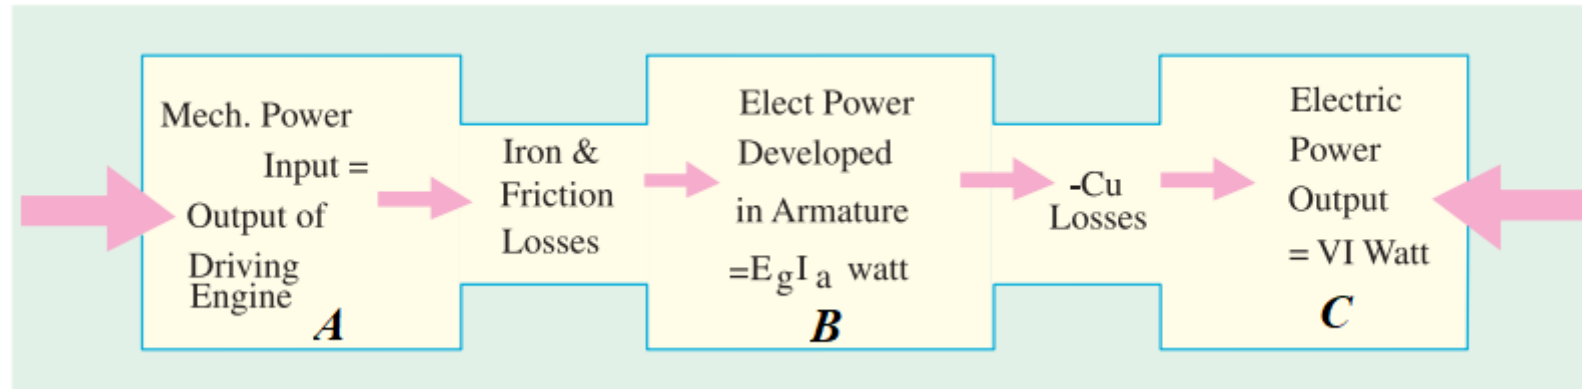 Mech. Power
Input =
Output of
Driving
Engine
A
Iron &
Friction
Losses
Elect Power
Developed
in Armature
=EgIa watt
B
-Cu
Losses
Electric
Power
Output
= VI Watt
C